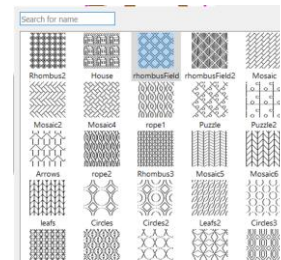 Search for name
Rhombus2 House rhombusField rhombusField2 Mosaic
Mosaic2 Mosaic4 rope1 Puzzle Puzzle2
Arrows rope2 Rhombus3 Mosaic5 Mosaic6
leafs Circles Circles2 Leafs2 Circles3